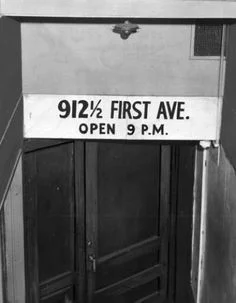 912½ FIRST AVE.
OPEN 9 P.M.